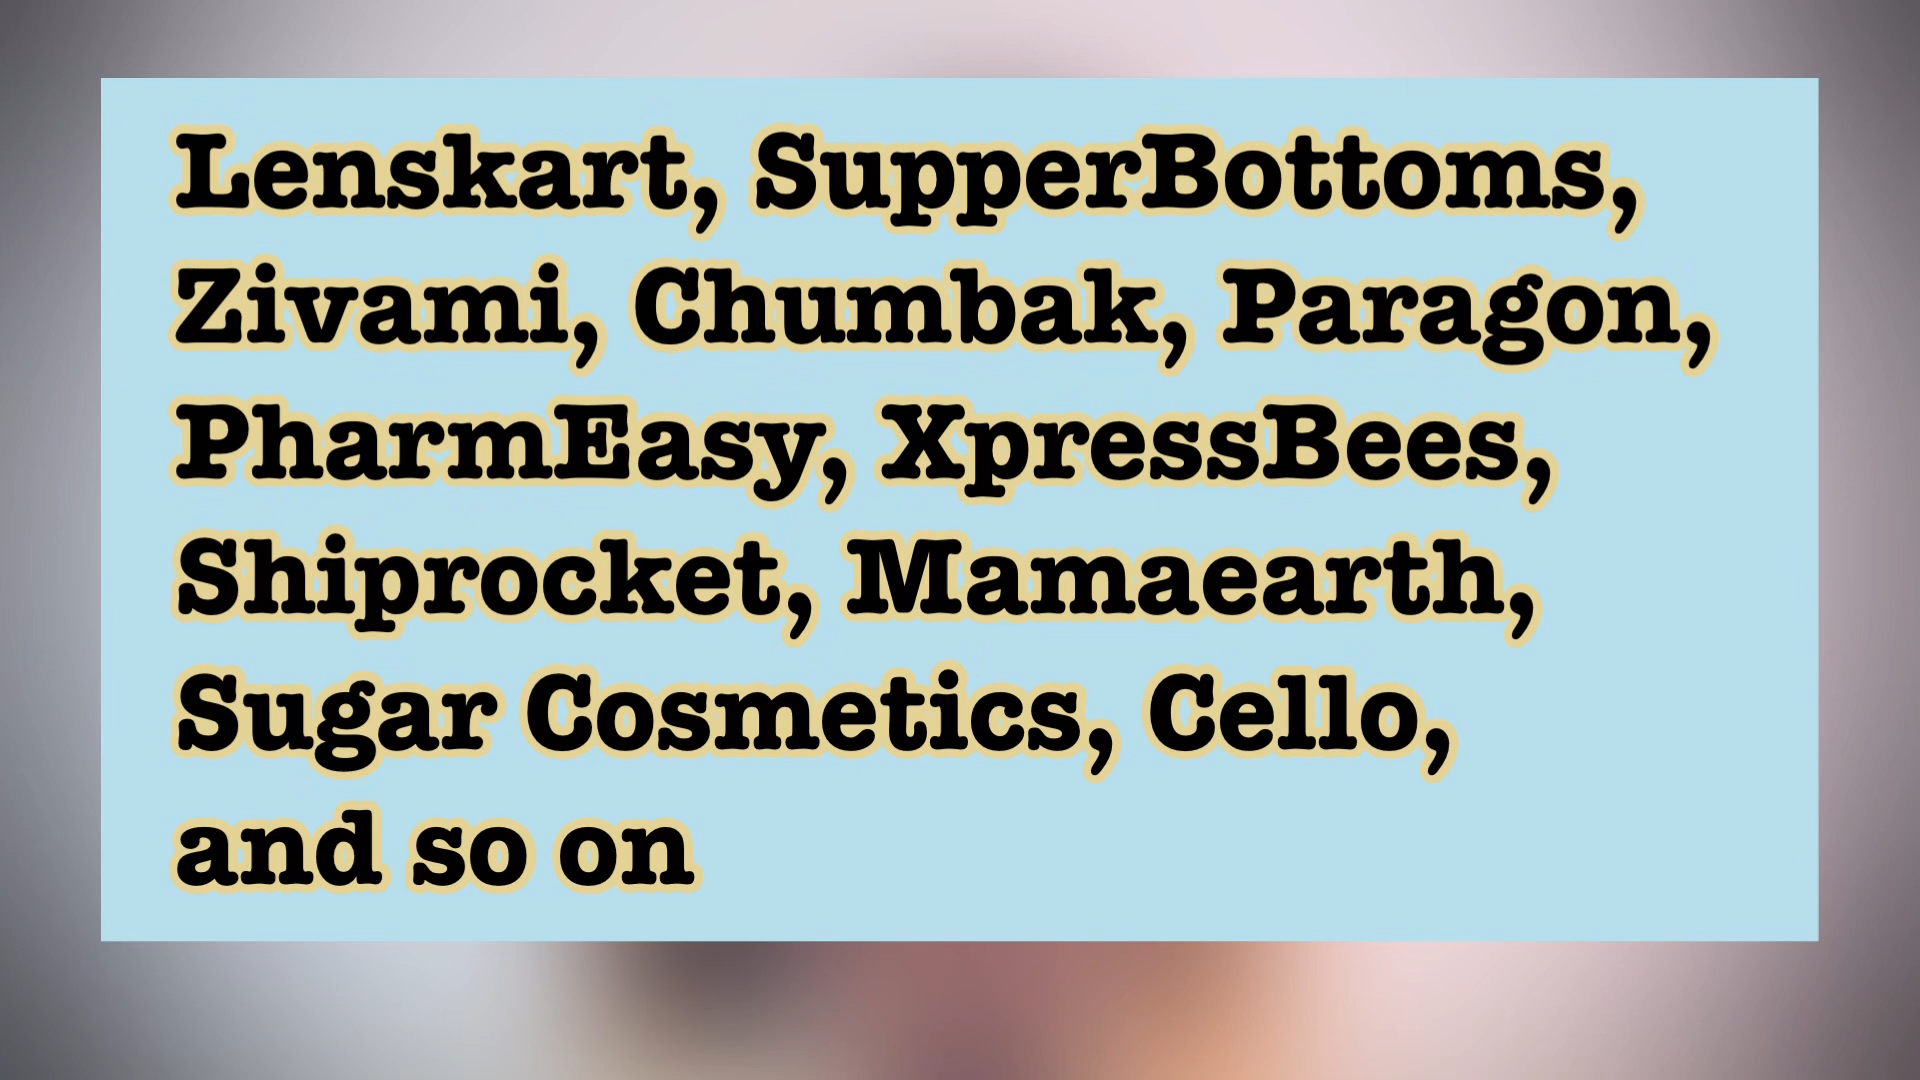 Lenskart, SupperBottoms,
Zivami, Chumbak, Paragon,
PharmEasy, XpressBees,
Shiprocket, Mamaearth,
Sugar Cosmetics, Cello,
and so on